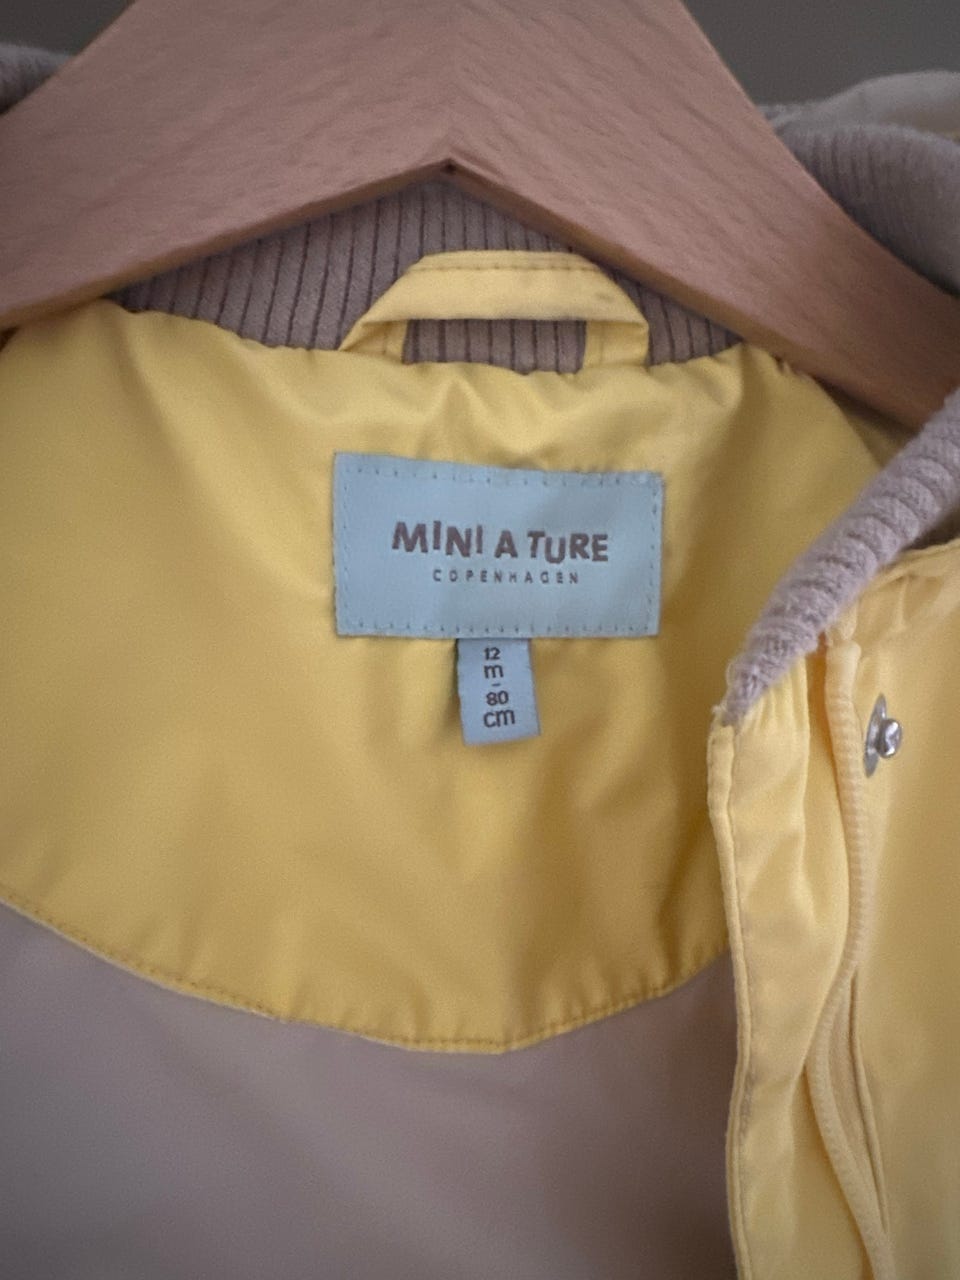 MINI A TURE
COPENHAGEN
12
m
-
80
cm